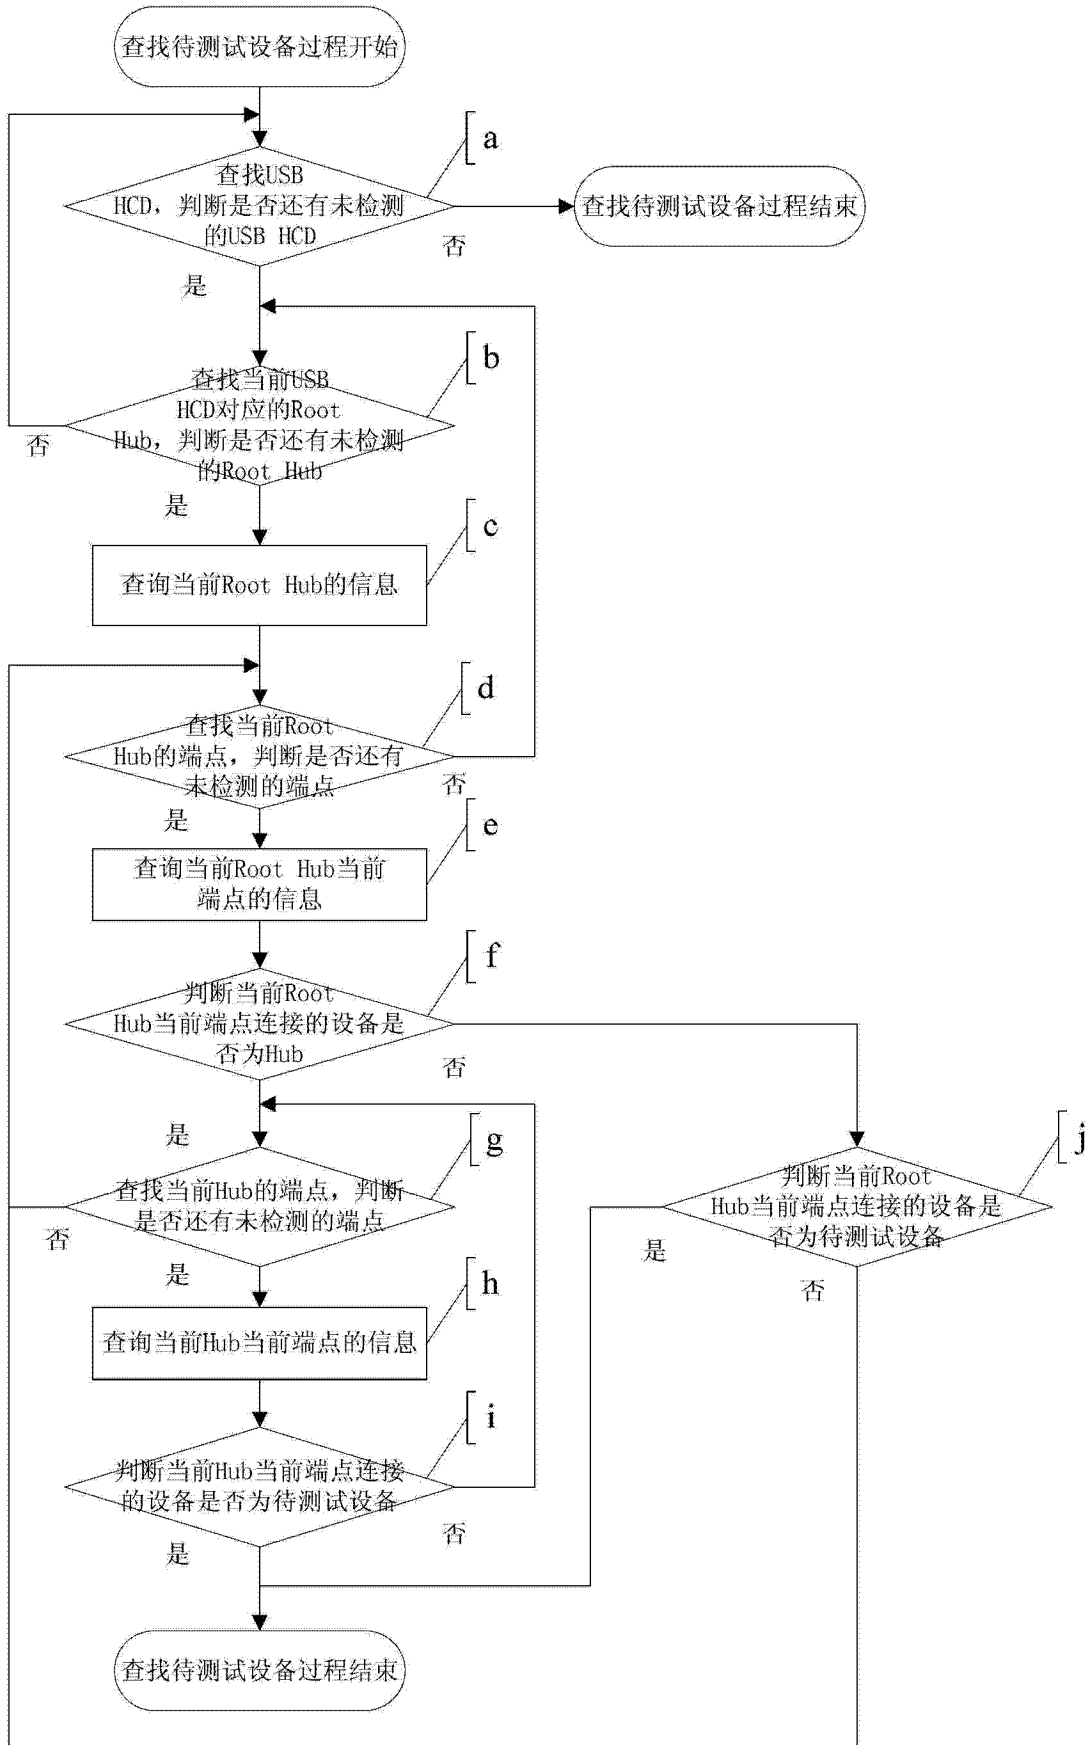 查找待测试设备过程开始
a
查找USB
HCD，判断是否还有未检测
的USB HCD
查找待测试设备过程结束
否
是
b
查找当前USB
HCD对应的Root
Hub，判断是否还有未检测
的Root Hub
否
是
c
查询当前Root Hub的信息
d
查找当前Root
Hub的端点，判断是否还有
未检测的端点
否
是
e
查询当前Root Hub当前
端点的信息
f
判断当前Root
Hub当前端点连接的设备是
否为Hub
否
是
g
查找当前Hub的端点，判断
是否还有未检测的端点
否
是
j
判断当前Root
Hub当前端点连接的设备是
否为待测试设备
是
否
h
查询当前Hub当前端点的信息
i
判断当前Hub当前端点连接
的设备是否为待测试设备
否
是
查找待测试设备过程结束